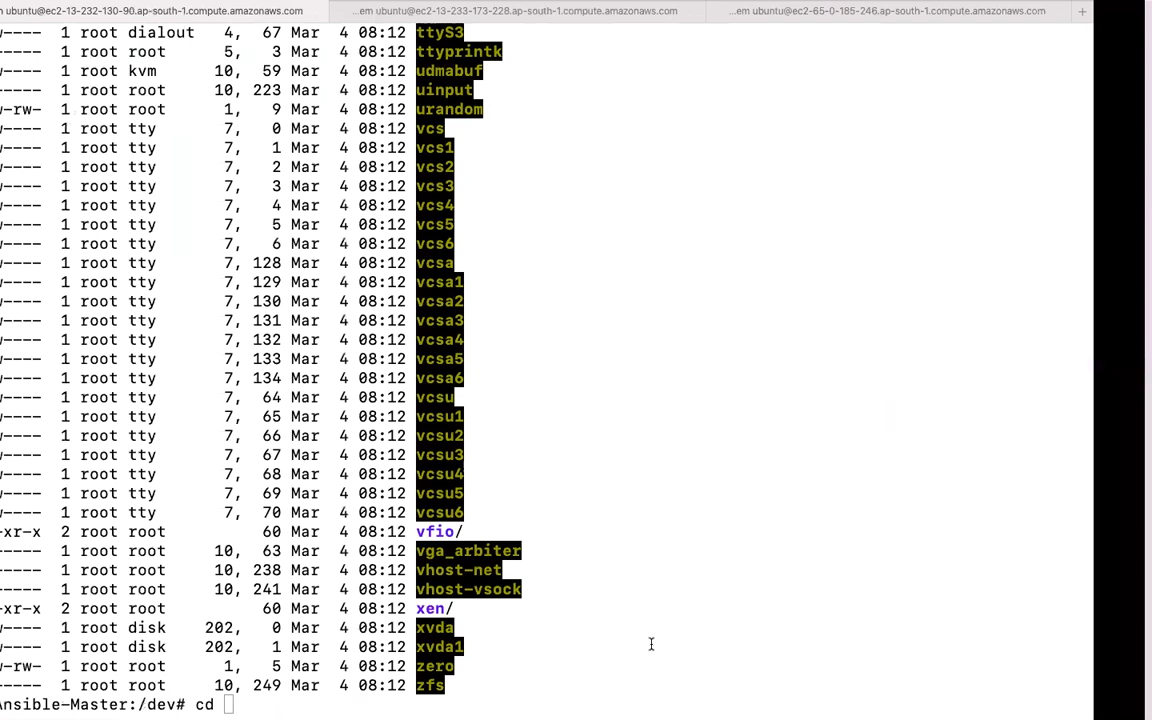 n ubuntu@ec2-13-232-130-90.ap-south-1.compute.amazonaws.com ...em ubuntu@ec2-13-233-173-228.ap-south-1.compute.amazonaws.com ...em ubuntu@ec2-65-0-185-246.ap-south-1.compute.amazonaws.com +
w---- 1 root dialout 4, 67 Mar 4 08:12 ttyS3
w---- 1 root root 5, 3 Mar 4 08:12 ttyprintk
w---- 1 root kvm 10, 59 Mar 4 08:12 udmabuf
----- 1 root root 10, 223 Mar 4 08:12 uinput
w-rw- 1 root root 1, 9 Mar 4 08:12 urandom
w---- 1 root tty 7, 0 Mar 4 08:12 vcs
w---- 1 root tty 7, 1 Mar 4 08:12 vcs1
w---- 1 root tty 7, 2 Mar 4 08:12 vcs2
w---- 1 root tty 7, 3 Mar 4 08:12 vcs3
w---- 1 root tty 7, 4 Mar 4 08:12 vcs4
w---- 1 root tty 7, 5 Mar 4 08:12 vcs5
w---- 1 root tty 7, 6 Mar 4 08:12 vcs6
w---- 1 root tty 7, 128 Mar 4 08:12 vcsa
w---- 1 root tty 7, 129 Mar 4 08:12 vcsa1
w---- 1 root tty 7, 130 Mar 4 08:12 vcsa2
w---- 1 root tty 7, 131 Mar 4 08:12 vcsa3
w---- 1 root tty 7, 132 Mar 4 08:12 vcsa4
w---- 1 root tty 7, 133 Mar 4 08:12 vcsa5
w---- 1 root tty 7, 134 Mar 4 08:12 vcsa6
w---- 1 root tty 7, 64 Mar 4 08:12 vcsu
w---- 1 root tty 7, 65 Mar 4 08:12 vcsu1
w---- 1 root tty 7, 66 Mar 4 08:12 vcsu2
w---- 1 root tty 7, 67 Mar 4 08:12 vcsu3
w---- 1 root tty 7, 68 Mar 4 08:12 vcsu4
w---- 1 root tty 7, 69 Mar 4 08:12 vcsu5
w---- 1 root tty 7, 70 Mar 4 08:12 vcsu6
-xr-x 2 root root 60 Mar 4 08:12 vfio/
----- 1 root root 10, 63 Mar 4 08:12 vga_arbiter
----- 1 root root 10, 238 Mar 4 08:12 vhost-net
----- 1 root root 10, 241 Mar 4 08:12 vhost-vsock
-xr-x 2 root root 60 Mar 4 08:12 xen/
w---- 1 root disk 202, 0 Mar 4 08:12 xvda
w---- 1 root disk 202, 1 Mar 4 08:12 xvda1
w-rw- 1 root root 1, 5 Mar 4 08:12 zero
----- 1 root root 10, 249 Mar 4 08:12 zfs
Ansible-Master:/dev# cd